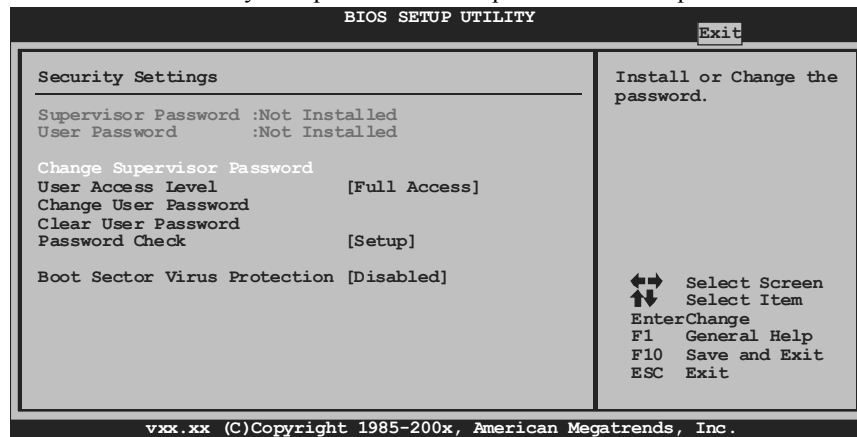 BIOS SETUP UTILITY
Exit
Security Settings
Supervisor Password :Not Installed
User Password :Not Installed
Change Supervisor Password
User Access Level [Full Access]
Change User Password
Clear User Password
Password Check [Setup]
Boot Sector Virus Protection [Disabled]
Install or Change the
password.
Select Screen
Select Item
EnterChange
F1 General Help
F10 Save and Exit
ESC Exit
vxx.xx (C)Copyright 1985-200x, American Megatrends, Inc.